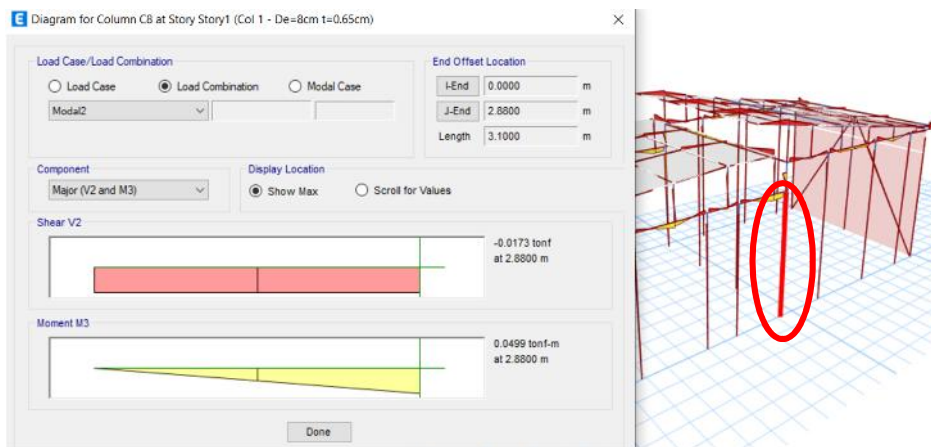 E Diagram for Column C8 at Story Story1 (Col 1 - De=8cm t=0.65cm)
Load Case/Load Combination
Load Case Load Combination Modal Case
Modal2
End Offset Location
I-End 0.0000 m
J-End 2.8800 m
Length 3.1000 m
Component
Major (V2 and M3)
Display Location
Show Max Scroll for Values
Shear V2
-0.0173 tonf
at 2.8800 m
Moment M3
0.0499 tonf-m
at 2.8800 m
Done